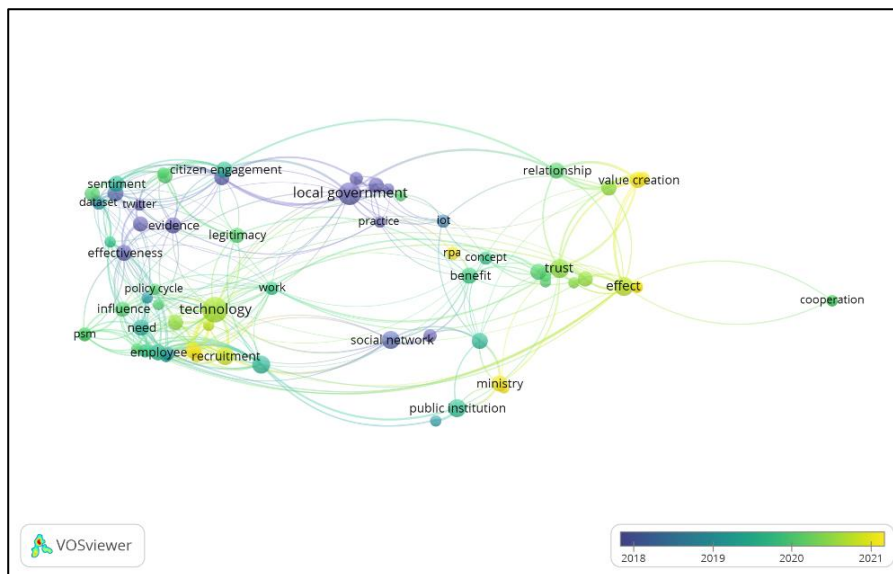 citizen engagement
relationship
sentiment
value creation
local government
dataset
twitter
practice
iot
evidence
legitimacy
effectiveness
rpa
concept
trust
benefit
policy cycle
work
effect
cooperation
influence
technology
need
psm
social network
employee
recruitment
ministry
public institution
VOSviewer
2018
2019
2020
2021